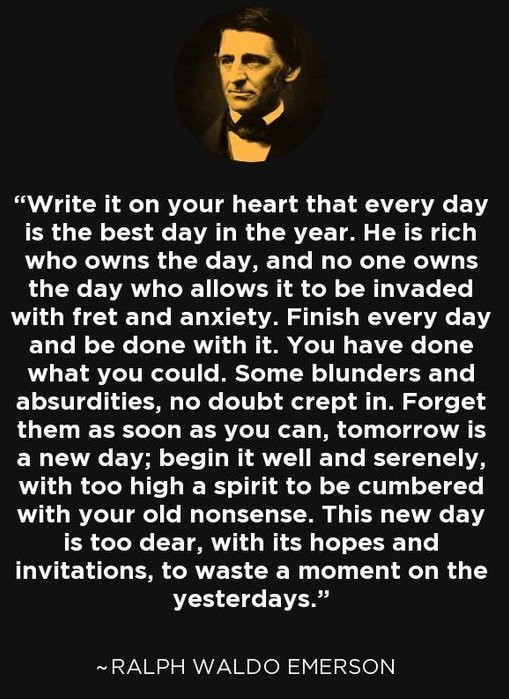 “Write it on your heart that every day
is the best day in the year. He is rich
who owns the day, and no one owns
the day who allows it to be invaded
with fret and anxiety. Finish every day
and be done with it. You have done
what you could. Some blunders and
absurdities, no doubt crept in. Forget
them as soon as you can, tomorrow is
a new day; begin it well and serenely,
with too high a spirit to be cumbered
with your old nonsense. This new day
is too dear, with its hopes and
invitations, to waste a moment on the
yesterdays.”
~RALPH WALDO EMERSON